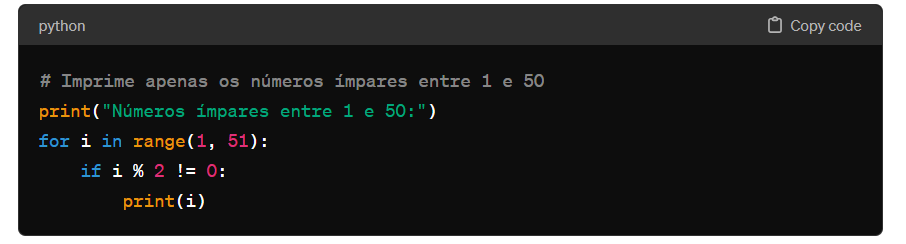 python Copy code
# Imprime apenas os números ímpares entre 1 e 50
print("Números ímpares entre 1 e 50:")
for i in range(1, 51):
    if i % 2 != 0:
        print(i)